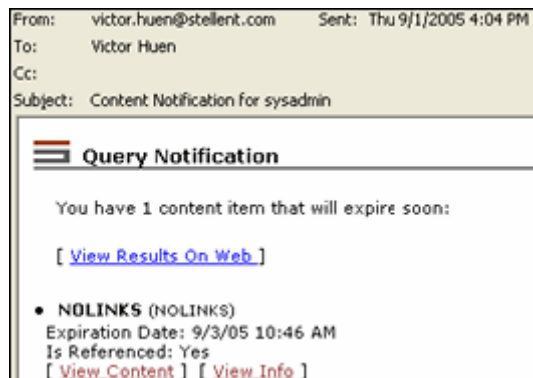 From: victor.huen@stellent.com Sent: Thu 9/1/2005 4:04 PM
To: Victor Huen
Cc:
Subject: Content Notification for sysadmin
Query Notification
You have 1 content item that will expire soon:
[ View Results On Web ]
• NOLINKS (NOLINKS)
Expiration Date: 9/3/05 10:46 AM
Is Referenced: Yes
[ View Content ] [ View Info ]